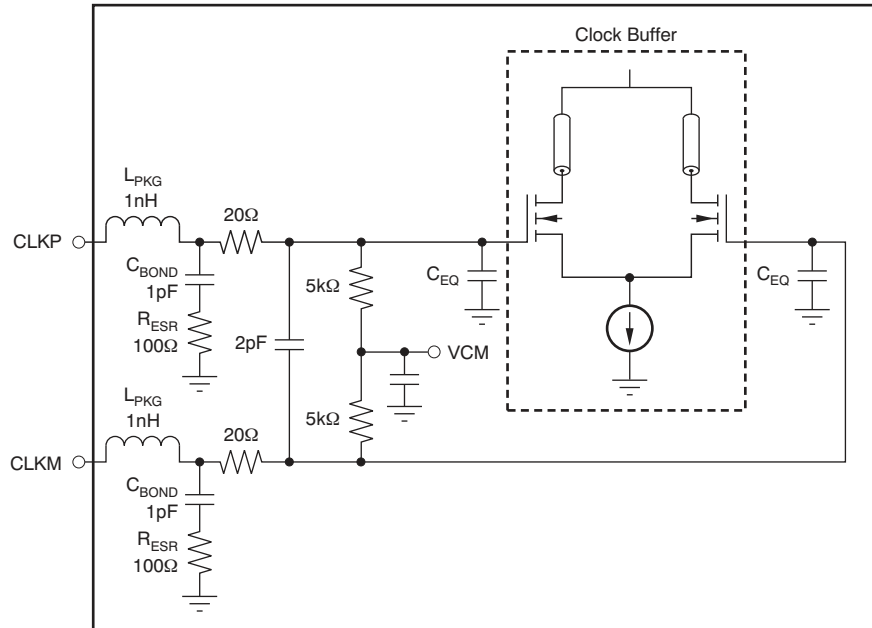 Clock Buffer
L_PKG
1nH
20Ω
CLKP
C_BOND
1pF
R_ESR
100Ω
5kΩ
C_EQ
C_EQ
2pF
VCM
L_PKG
1nH
20Ω
5kΩ
CLKM
C_BOND
1pF
R_ESR
100Ω